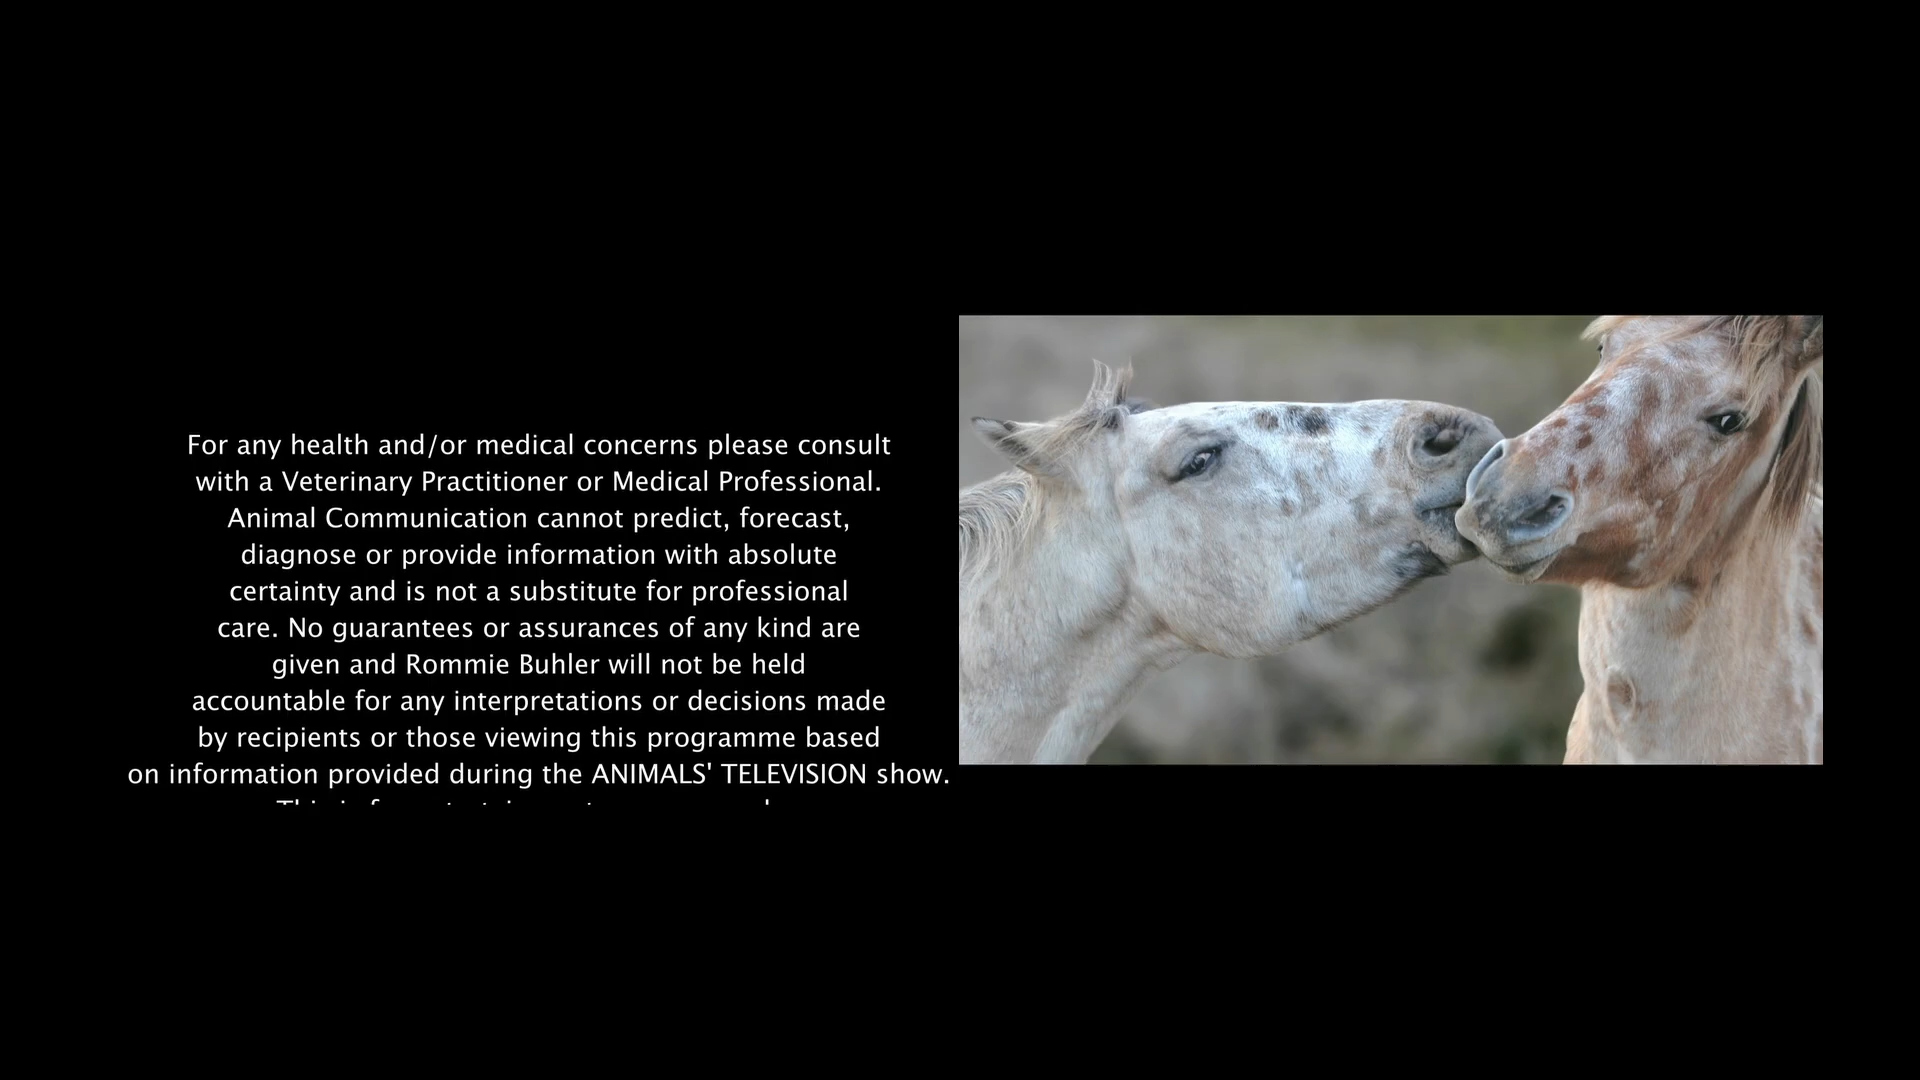 For any health and/or medical concerns please consult
with a Veterinary Practitioner or Medical Professional.
Animal Communication cannot predict, forecast,
diagnose or provide information with absolute
certainty and is not a substitute for professional
care. No guarantees or assurances of any kind are
given and Rommie Buhler will not be held
accountable for any interpretations or decisions made
by recipients or those viewing this programme based
on information provided during the ANIMALS' TELEVISION show.